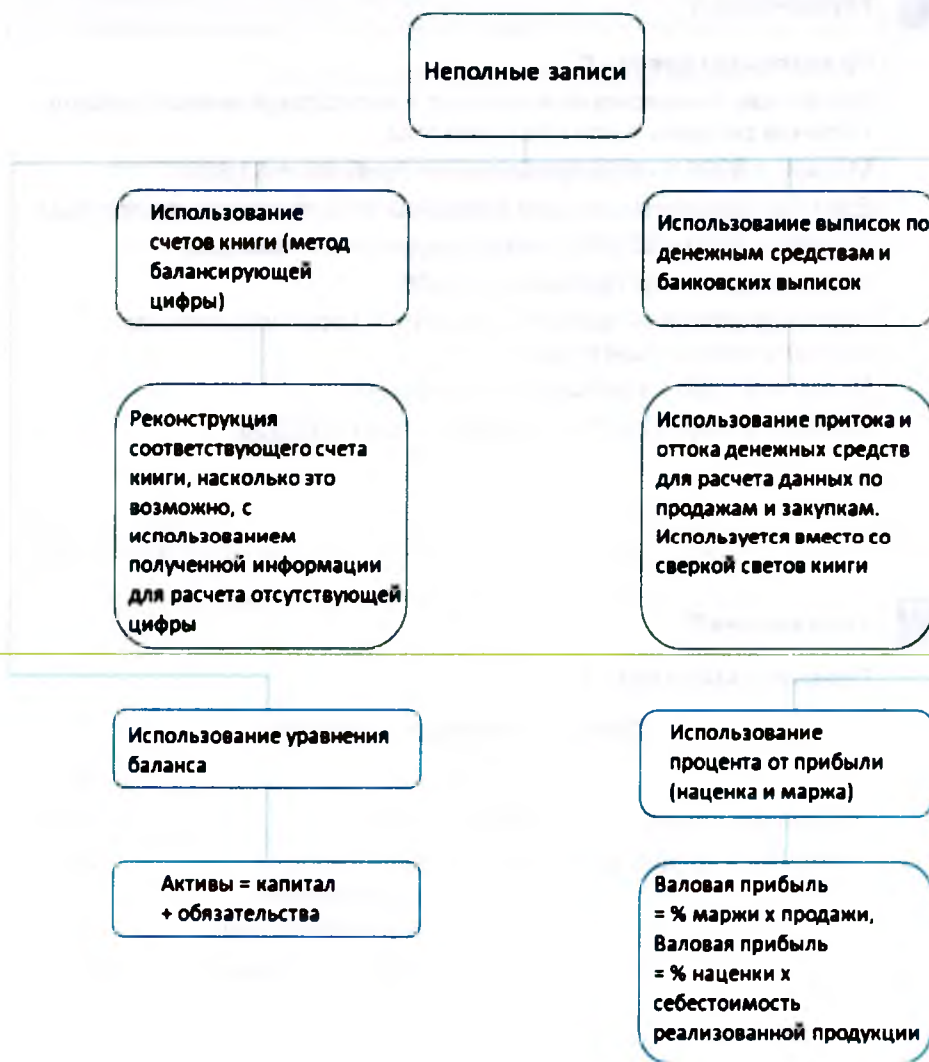 Неполные записи
Использование
счетов книги (метод
балансирующей
цифры)
Использование выписок по
денежным средствам и
банковских выписок
Реконструкция
соответствующего счета
книги, насколько это
возможно, с
использованием
полученной информации
для расчета отсутствующей
цифры
Использование притока и
оттока денежных средств
для расчета данных по
продажам и закупкам.
Используется вместо со
сверкой светов книги
Использование уравнения
баланса
Использование
процента от прибыли
(наценка и маржа)
Активы = капитал
+ обязательства
Валовая прибыль
= % маржи х продажи,
Валовая прибыль
= % наценки х
себестоимость
реализованной продукции